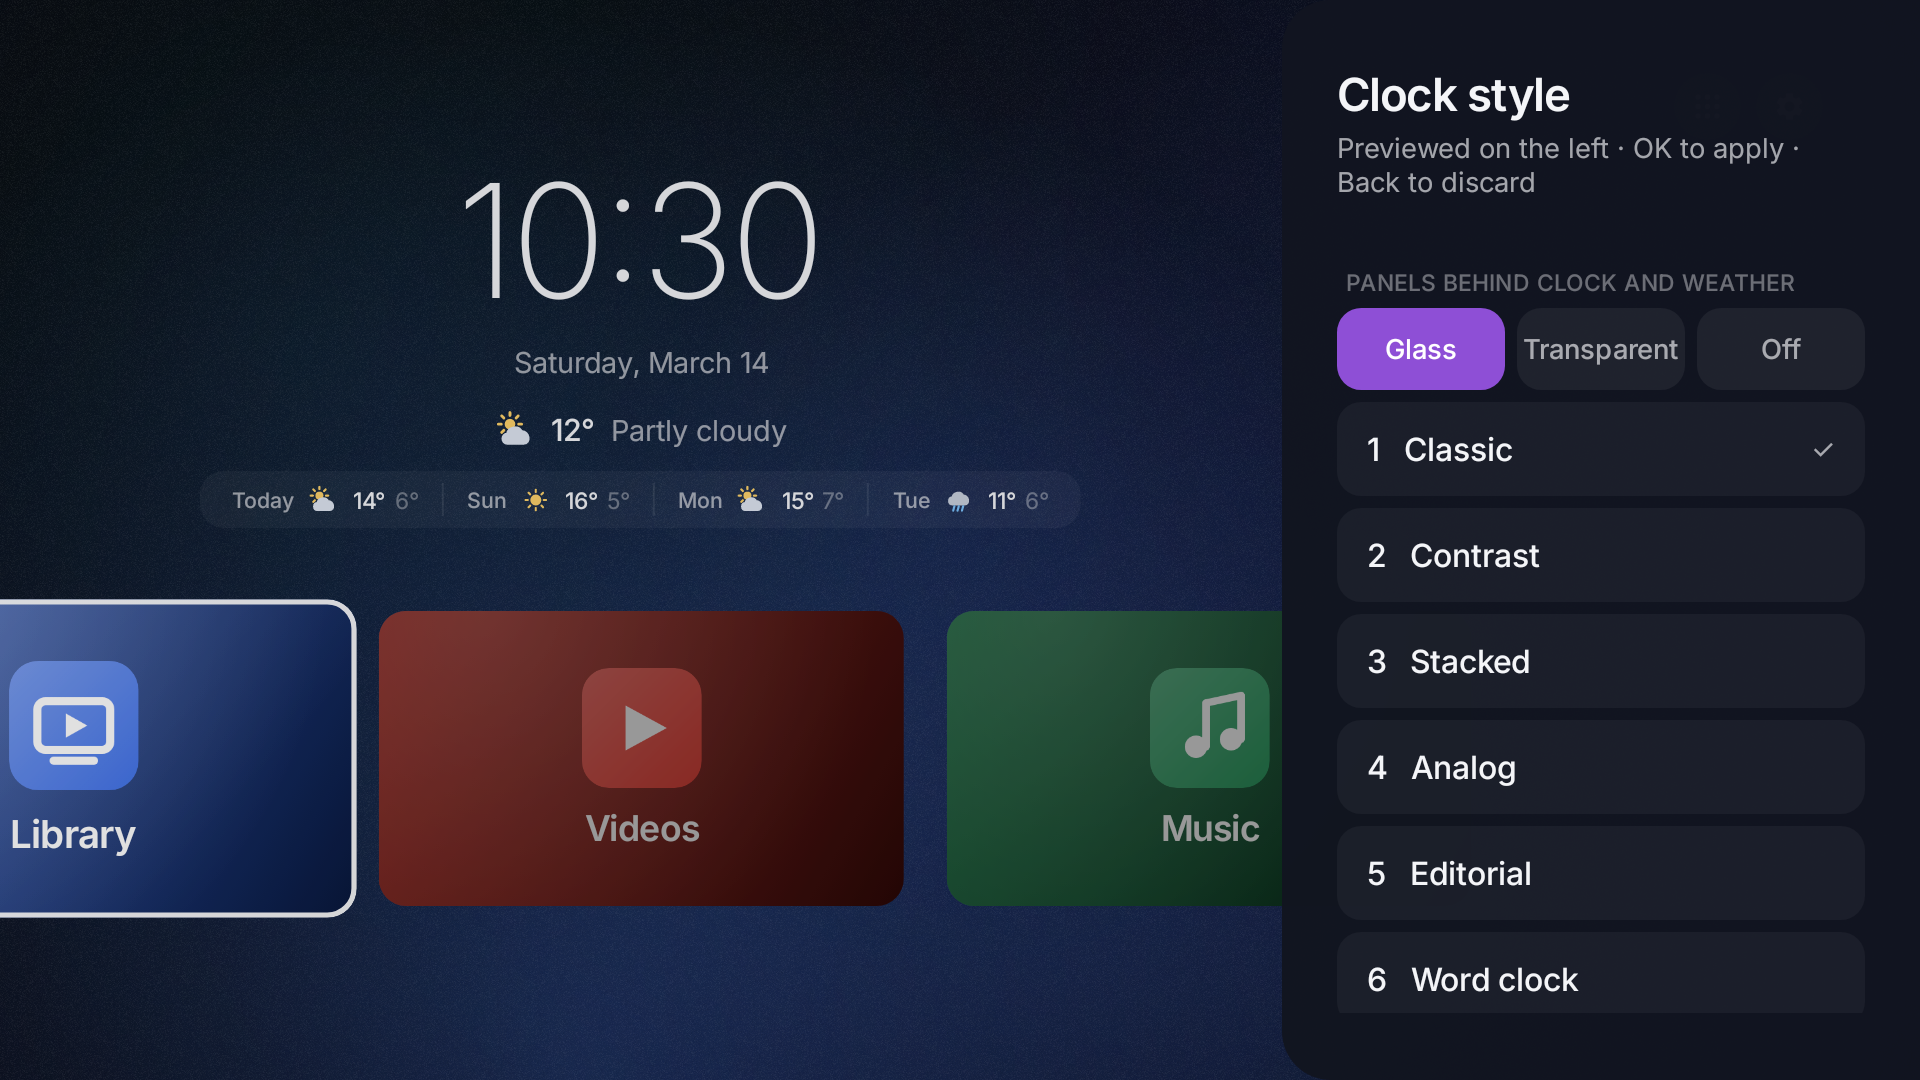 10:30
Saturday, March 14
12° Partly cloudy
Today 14° 6° Sun 16° 5° Mon 15° 7° Tue 11° 6°
Library
Videos
Music
Clock style
Previewed on the left · OK to apply ·
Back to discard
PANELS BEHIND CLOCK AND WEATHER
Glass Transparent Off
1 Classic
2 Contrast
3 Stacked
4 Analog
5 Editorial
6 Word clock